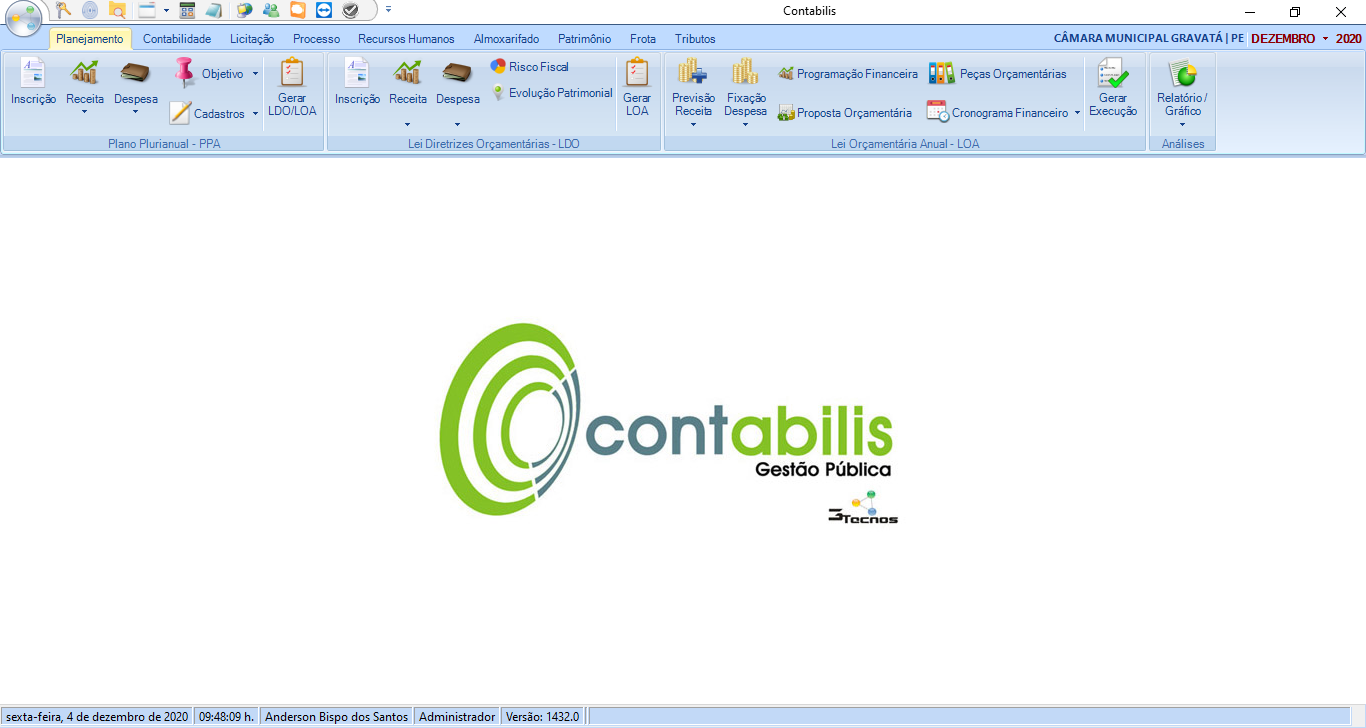 Contabilis
Planejamento Contabilidade Licitação Processo Recursos Humanos Almoxarifado Patrimônio Frota Tributos CÂMARA MUNICIPAL GRAVATÁ | PE DEZEMBRO 2020
Inscrição Receita Despesa Objetivo Cadastros Gerar LDO/LOA
Plano Plurianual - PPA
Inscrição Receita Despesa Risco Fiscal Evolução Patrimonial Gerar LOA
Lei Diretrizes Orçamentárias - LDO
Previsão Receita Fixação Despesa Programação Financeira Proposta Orçamentária Peças Orçamentárias Cronograma Financeiro Gerar Execução
Lei Orçamentária Anual - LOA
Relatório / Gráfico
Análises
contabilis
Gestão Pública
3Tecnos
sexta-feira, 4 de dezembro de 2020 09:48:09 h. Anderson Bispo dos Santos Administrador Versão: 1432.0